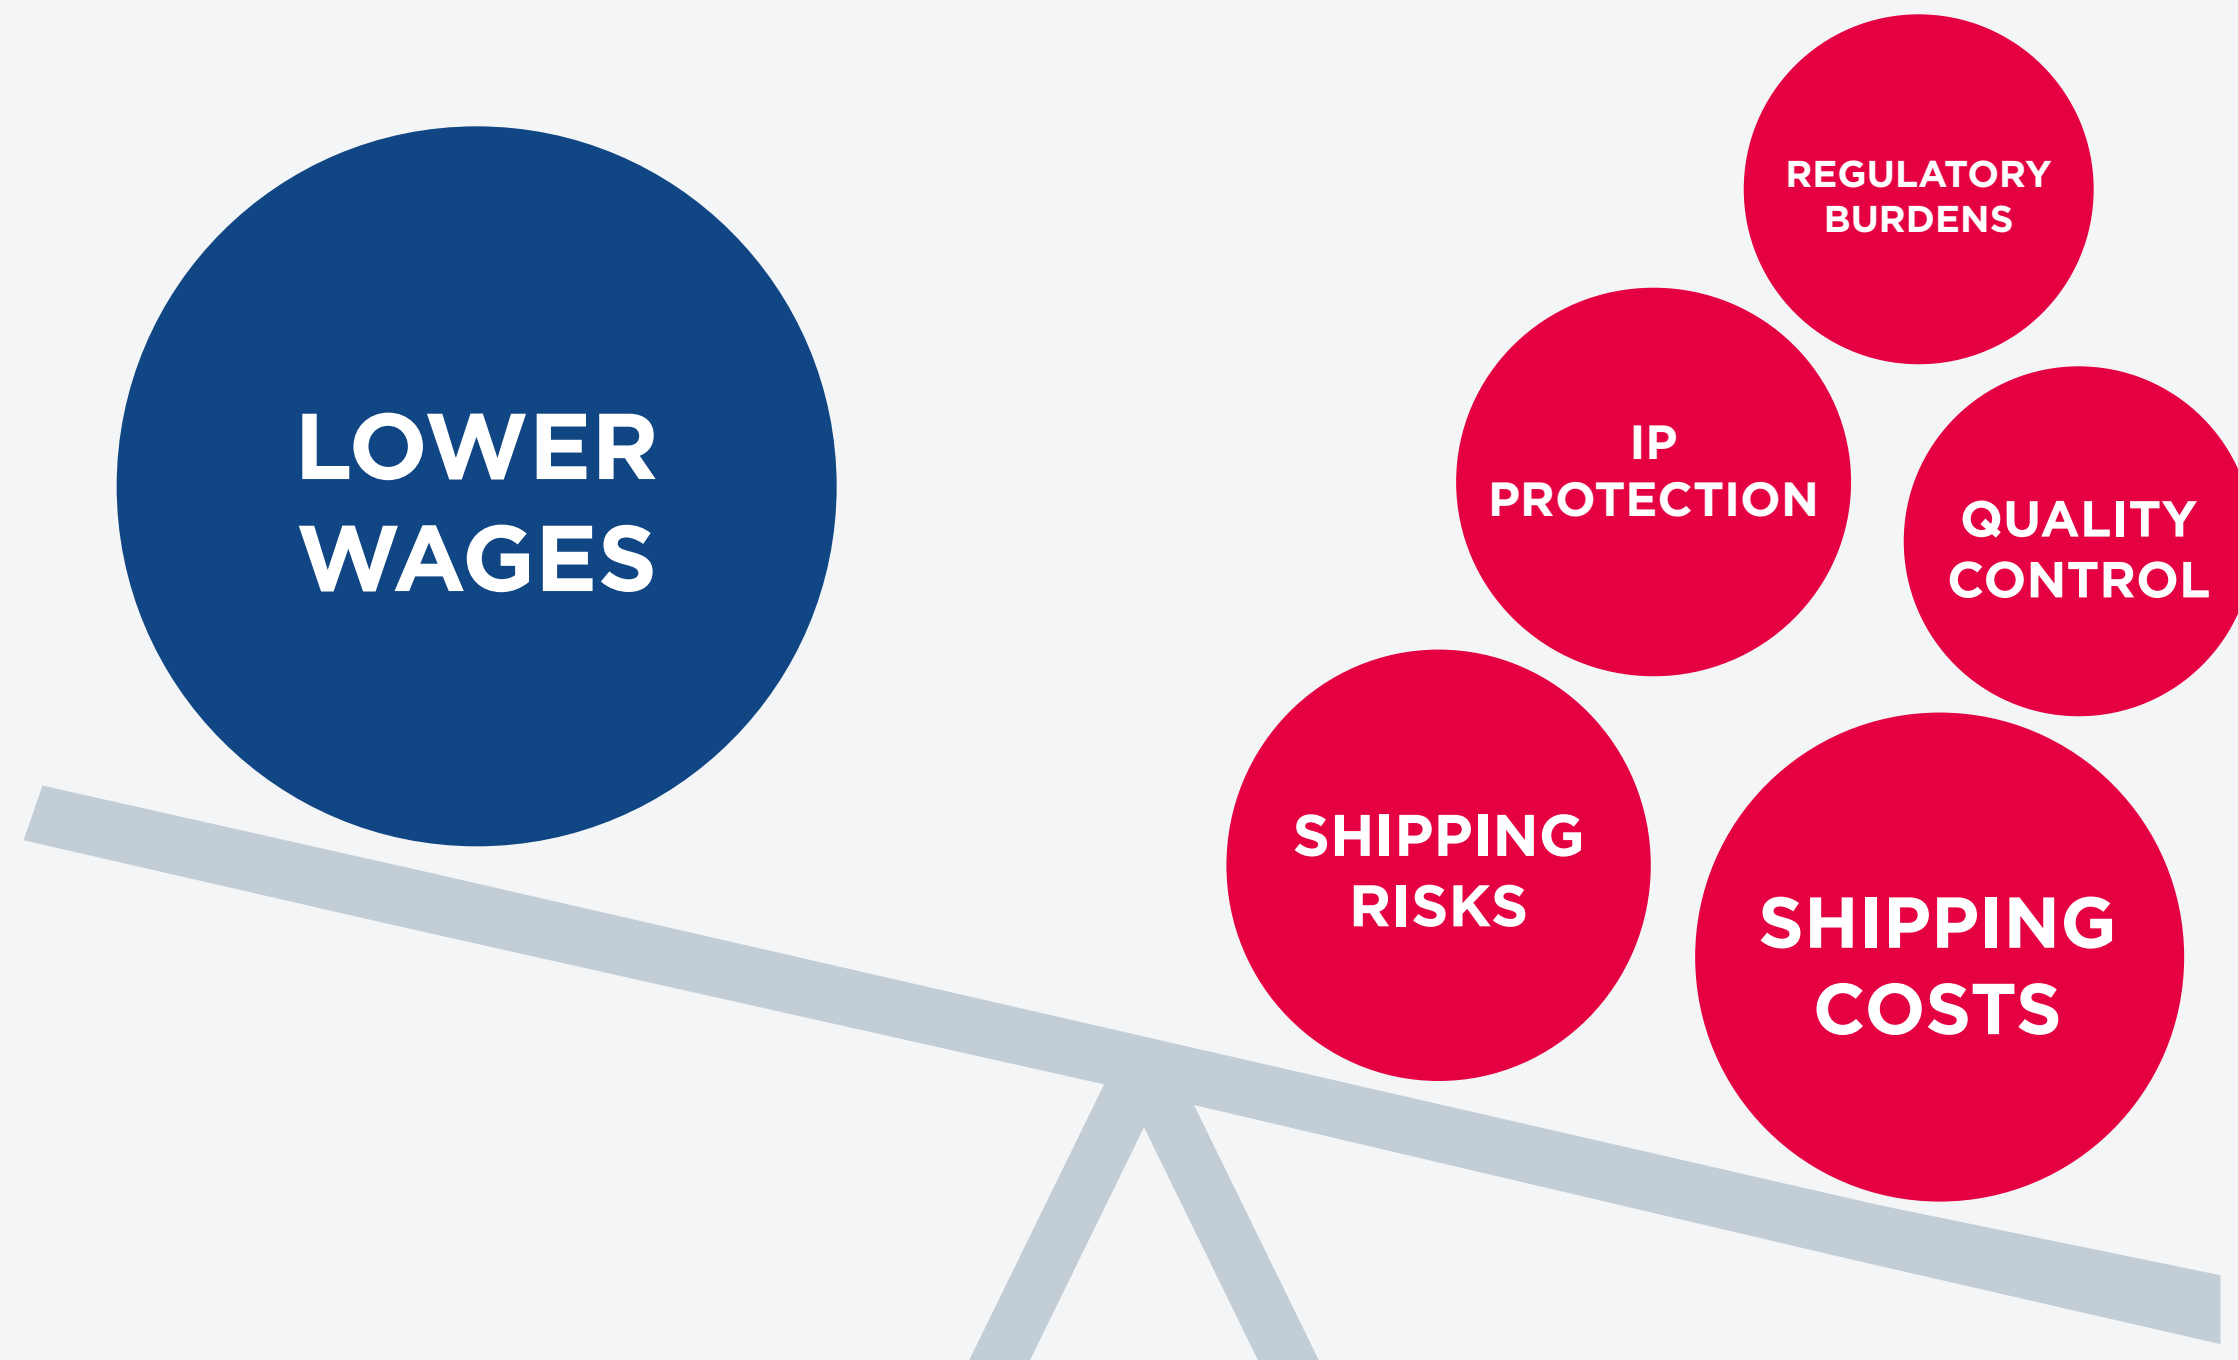 LOWER
WAGES
REGULATORY
BURDENS
IP
PROTECTION
QUALITY
CONTROL
SHIPPING
RISKS
SHIPPING
COSTS